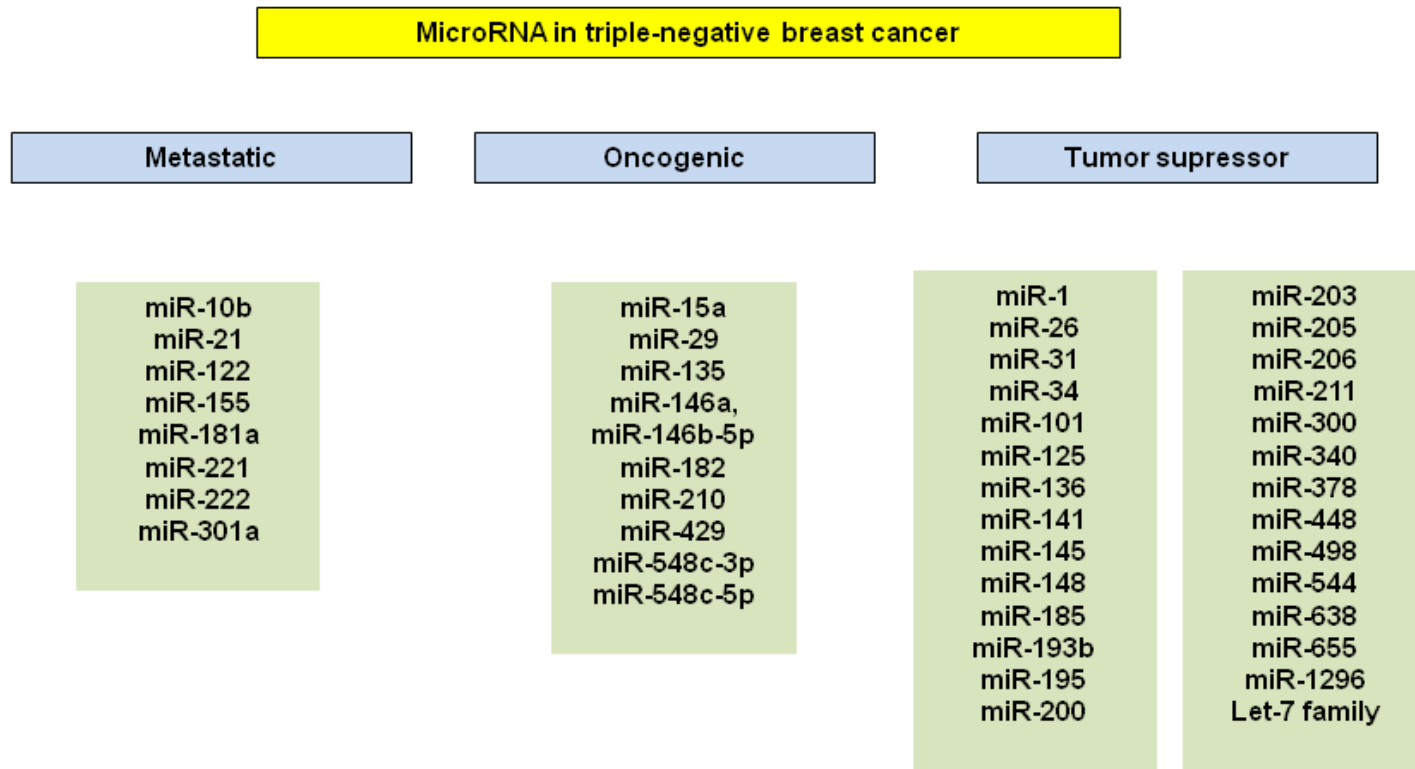 MicroRNA in triple-negative breast cancer
Metastatic
Oncogenic
Tumor supressor
miR-10b
miR-21
miR-122
miR-155
miR-181a
miR-221
miR-222
miR-301a
miR-15a
miR-29
miR-135
miR-146a,
miR-146b-5p
miR-182
miR-210
miR-429
miR-548c-3p
miR-548c-5p
miR-1
miR-26
miR-31
miR-34
miR-101
miR-125
miR-136
miR-141
miR-145
miR-148
miR-185
miR-193b
miR-195
miR-200
miR-203
miR-205
miR-206
miR-211
miR-300
miR-340
miR-378
miR-448
miR-498
miR-544
miR-638
miR-655
miR-1296
Let-7 family